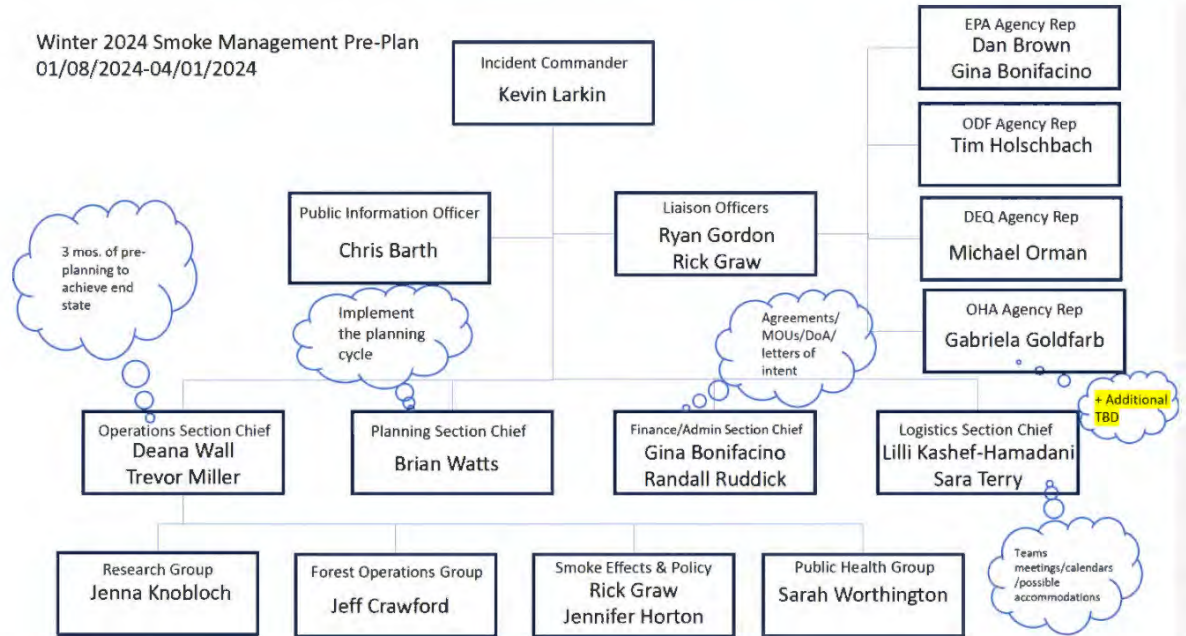 Winter 2024 Smoke Management Pre-Plan
01/08/2024-04/01/2024
Incident Commander
Kevin Larkin
EPA Agency Rep
Dan Brown
Gina Bonifacino
ODF Agency Rep
Tim Holschbach
DEQ Agency Rep
Michael Orman
OHA Agency Rep
Gabriela Goldfarb
+ Additional
TBD
Public Information Officer
Chris Barth
Liaison Officers
Ryan Gordon
Rick Graw
3 mos. of pre-
planning to
achieve end
state
Implement
the planning
cycle
Agreements/
MOUs/DoA/
letters of
intent
Operations Section Chief
Deana Wall
Trevor Miller
Planning Section Chief
Brian Watts
Finance/Admin Section Chief
Gina Bonifacino
Randall Ruddick
Logistics Section Chief
Lilli Kashef-Hamadani
Sara Terry
Teams
meetings/calendars
/possible
accommodations
Research Group
Jenna Knobloch
Forest Operations Group
Jeff Crawford
Smoke Effects & Policy
Rick Graw
Jennifer Horton
Public Health Group
Sarah Worthington